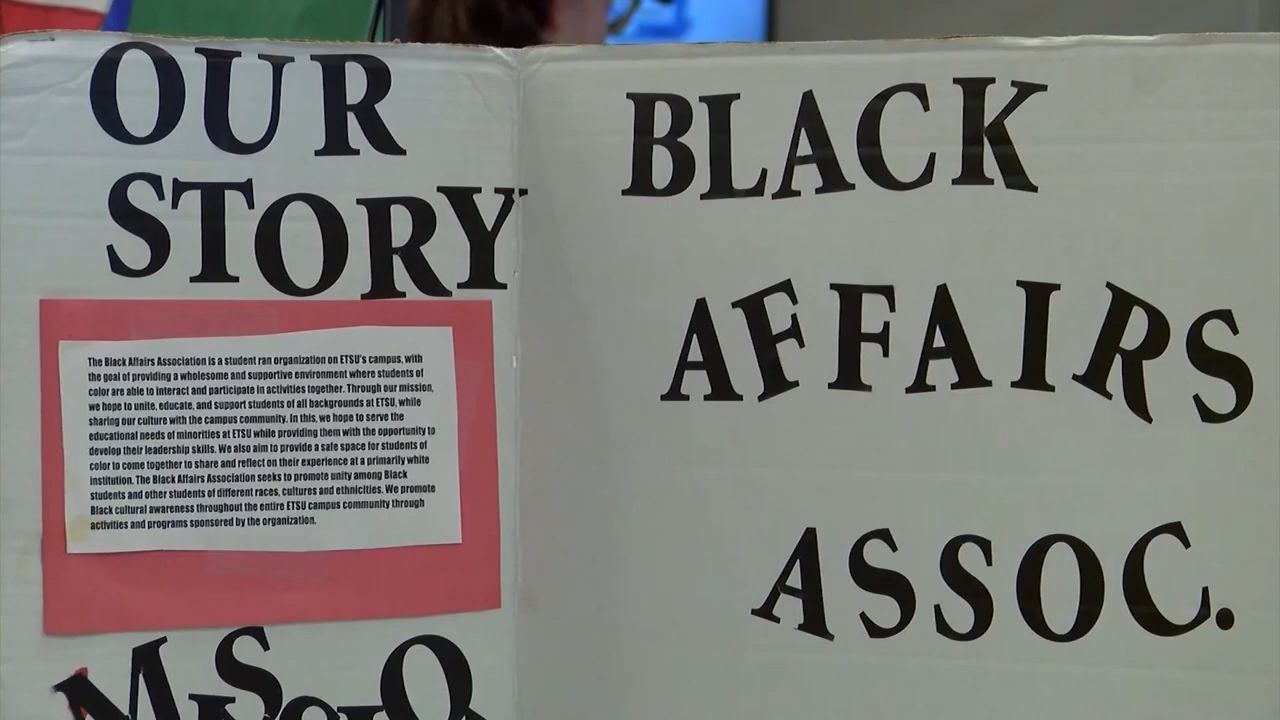 OUR
STORY
The Black Affairs Association is a student ran organization on ETSU's campus, with
the goal of providing a wholesome and supportive environment where students of
color are able to interact and participate in activities together. Through our mission,
we hope to unite, educate, and support students of all backgrounds at ETSU, while
sharing our culture with the campus community. In this, we hope to serve the
educational needs of minorities at ETSU while providing them with the opportunity to
develop their leadership skills. We also aim to provide a safe space for students of
color to come together to share and reflect on their experience at a primarily white
institution. The Black Affairs Association seeks to promote unity among Black
students and other students of different races, cultures and ethnicities. We promote
Black cultural awareness throughout the entire ETSU campus community through
activities and programs sponsored by the organization.
BLACK
AFFAIRS
ASSOC.